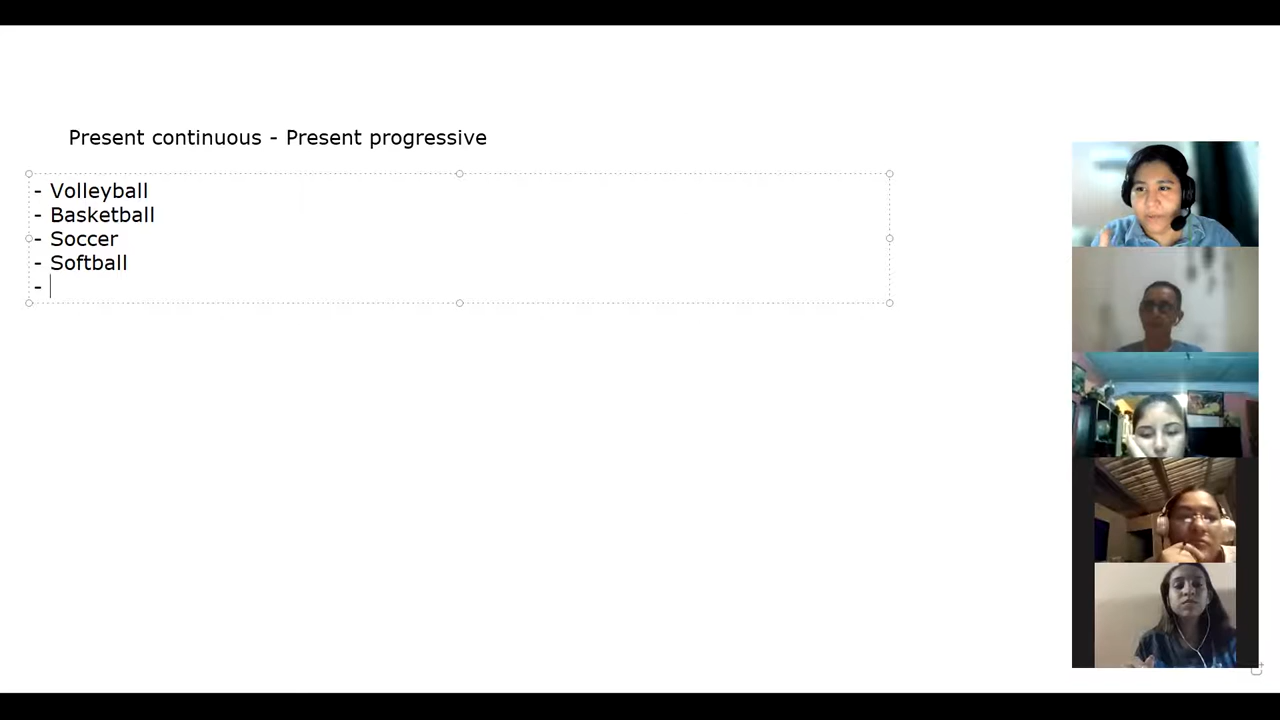 Present continuous - Present progressive
- Volleyball
- Basketball
- Soccer
- Softball
-